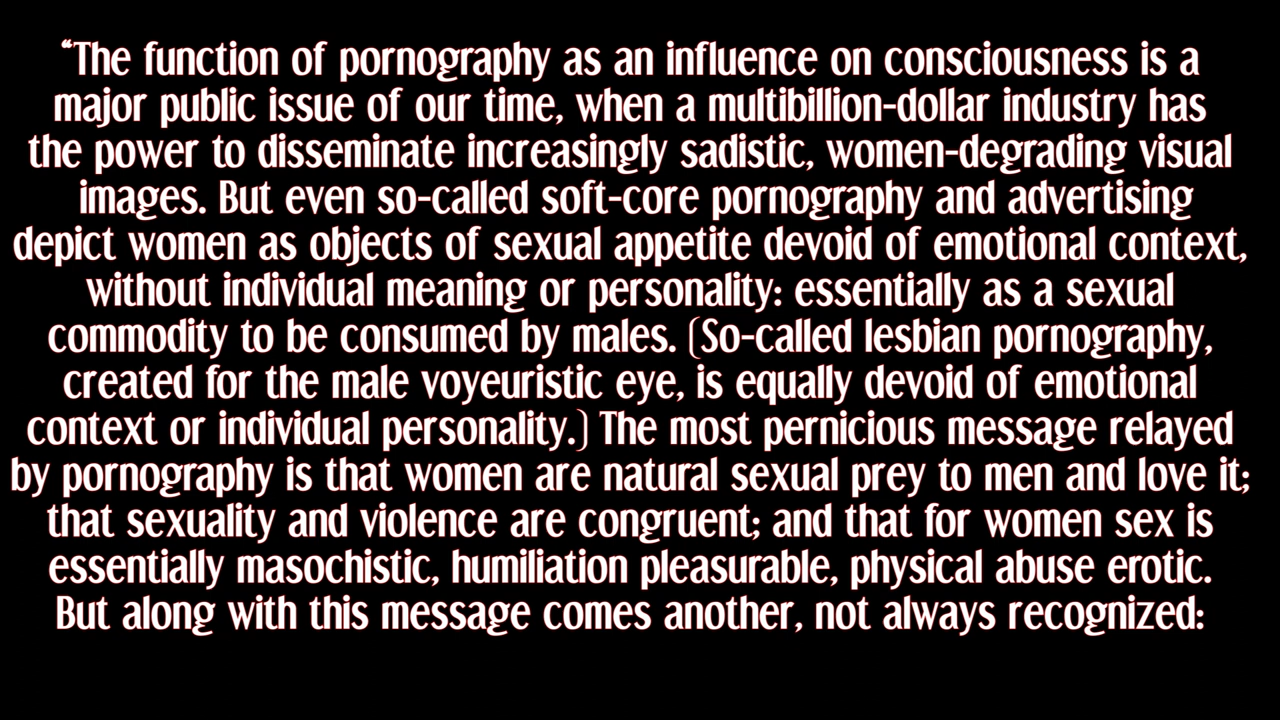 “The function of pornography as an influence on consciousness is a
major public issue of our time, when a multibillion-dollar industry has
the power to disseminate increasingly sadistic, women-degrading visual
images. But even so-called soft-core pornography and advertising
depict women as objects of sexual appetite devoid of emotional context,
without individual meaning or personality: essentially as a sexual
commodity to be consumed by males. (So-called lesbian pornography,
created for the male voyeuristic eye, is equally devoid of emotional
context or individual personality.) The most pernicious message relayed
by pornography is that women are natural sexual prey to men and love it;
that sexuality and violence are congruent; and that for women sex is
essentially masochistic, humiliation pleasurable, physical abuse erotic.
But along with this message comes another, not always recognized: